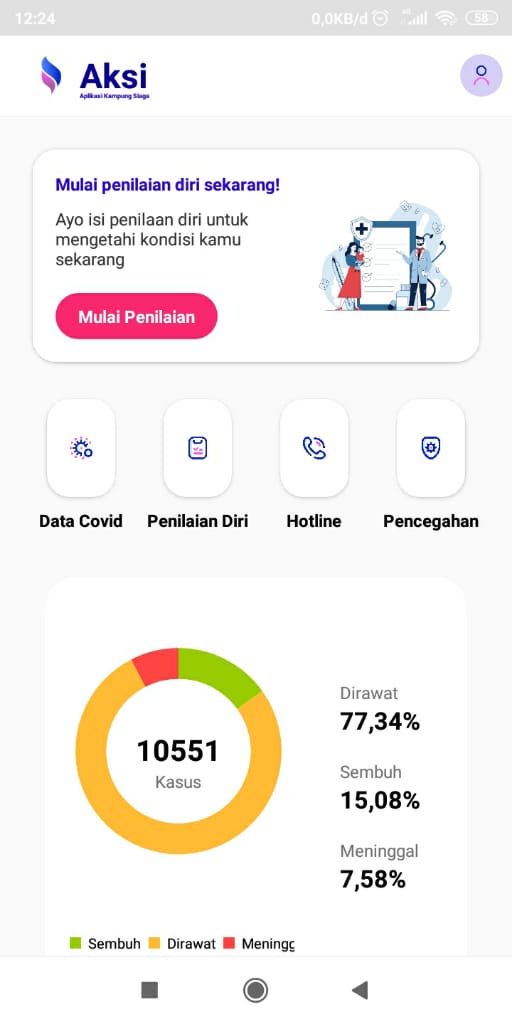 12:24
0,0KB/d
4G
58
Aksi
Aplikasi Kampung Siaga
Mulai penilaian diri sekarang!
Ayo isi penilaan diri untuk
mengetahi kondisi kamu
sekarang
Mulai Penilaian
Data Covid
Penilaian Diri
Hotline
Pencegahan
10551
Kasus
Dirawat
77,34%
Sembuh
15,08%
Meninggal
7,58%
Sembuh
Dirawat
Meningg